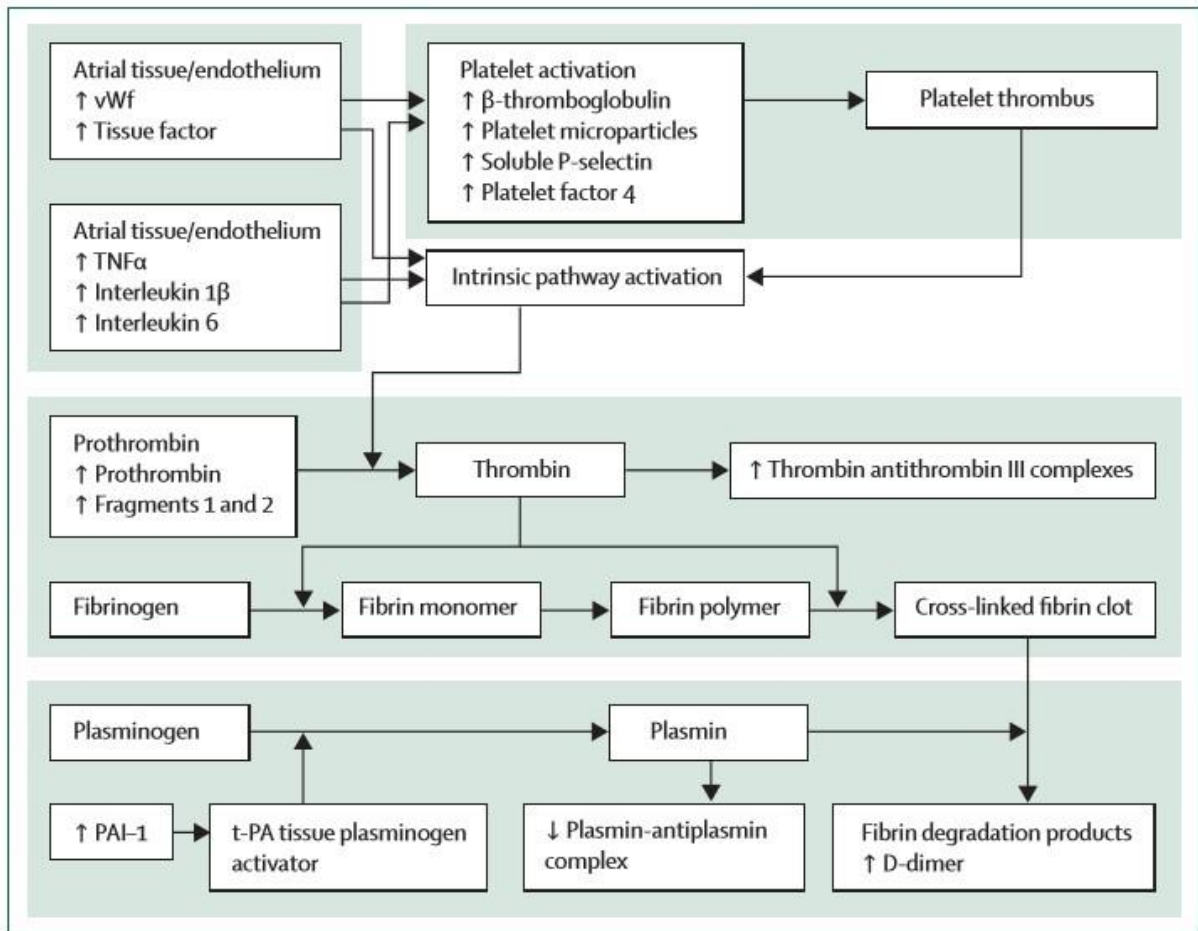 Atrial tissue/endothelium
↑ vWf
↑ Tissue factor
Platelet activation
↑ β-thromboglobulin
↑ Platelet microparticles
↑ Soluble P-selectin
↑ Platelet factor 4
Platelet thrombus
Atrial tissue/endothelium
↑ TNFα
↑ Interleukin 1β
↑ Interleukin 6
Intrinsic pathway activation
Prothrombin
↑ Prothrombin
↑ Fragments 1 and 2
Thrombin
↑ Thrombin antithrombin III complexes
Fibrinogen
Fibrin monomer
Fibrin polymer
Cross-linked fibrin clot
Plasminogen
Plasmin
↑ PAI–1
t-PA tissue plasminogen
activator
↓ Plasmin-antiplasmin
complex
Fibrin degradation products
↑ D-dimer